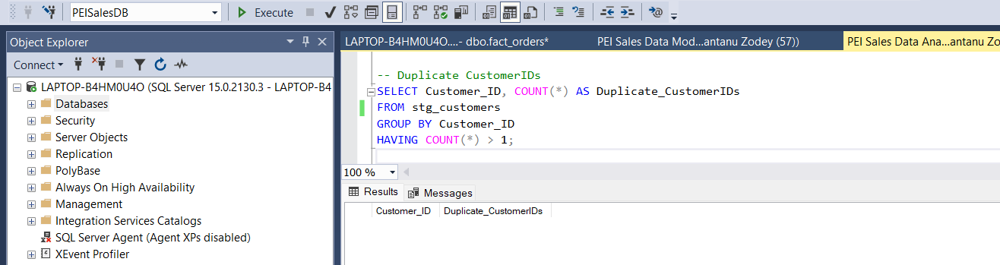 PEISalesDB
Execute
Object Explorer
Connect
LAPTOP-B4HM0U4O (SQL Server 15.0.2130.3 - LAPTOP-B4
Databases
Security
Server Objects
Replication
PolyBase
Always On High Availability
Management
Integration Services Catalogs
SQL Server Agent (Agent XPs disabled)
XEvent Profiler
LAPTOP-B4HM0U4O....- dbo.fact_orders*
PEI Sales Data Mod...antanu Zodey (57))
PEI Sales Data Ana...antanu Zo
-- Duplicate CustomerIDs
SELECT Customer_ID, COUNT(*) AS Duplicate_CustomerIDs
FROM stg_customers
GROUP BY Customer_ID
HAVING COUNT(*) > 1;
100 %
Results
Messages
Customer_ID
Duplicate_CustomerIDs